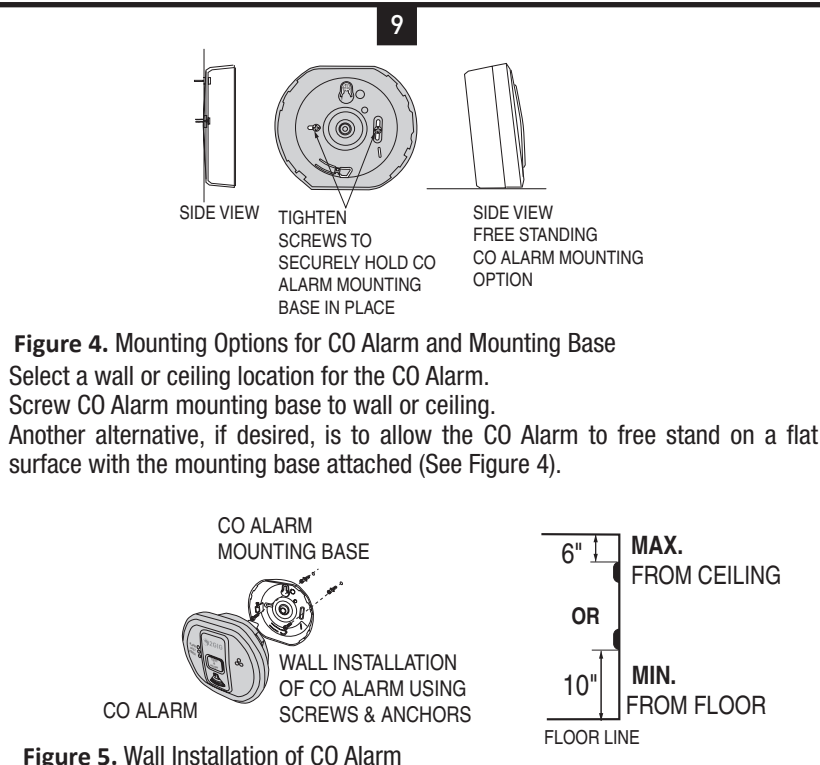 9
SIDE VIEW
TIGHTEN
SCREWS TO
SECURELY HOLD CO
ALARM MOUNTING
BASE IN PLACE
SIDE VIEW
FREE STANDING
CO ALARM MOUNTING
OPTION
Figure 4. Mounting Options for CO Alarm and Mounting Base
Select a wall or ceiling location for the CO Alarm.
Screw CO Alarm mounting base to wall or ceiling.
Another alternative, if desired, is to allow the CO Alarm to free stand on a flat
surface with the mounting base attached (See Figure 4).
CO ALARM
MOUNTING BASE
WALL INSTALLATION
OF CO ALARM USING
SCREWS & ANCHORS
CO ALARM
6"
MAX.
FROM CEILING
OR
10"
MIN.
FROM FLOOR
FLOOR LINE
Figure 5. Wall Installation of CO Alarm